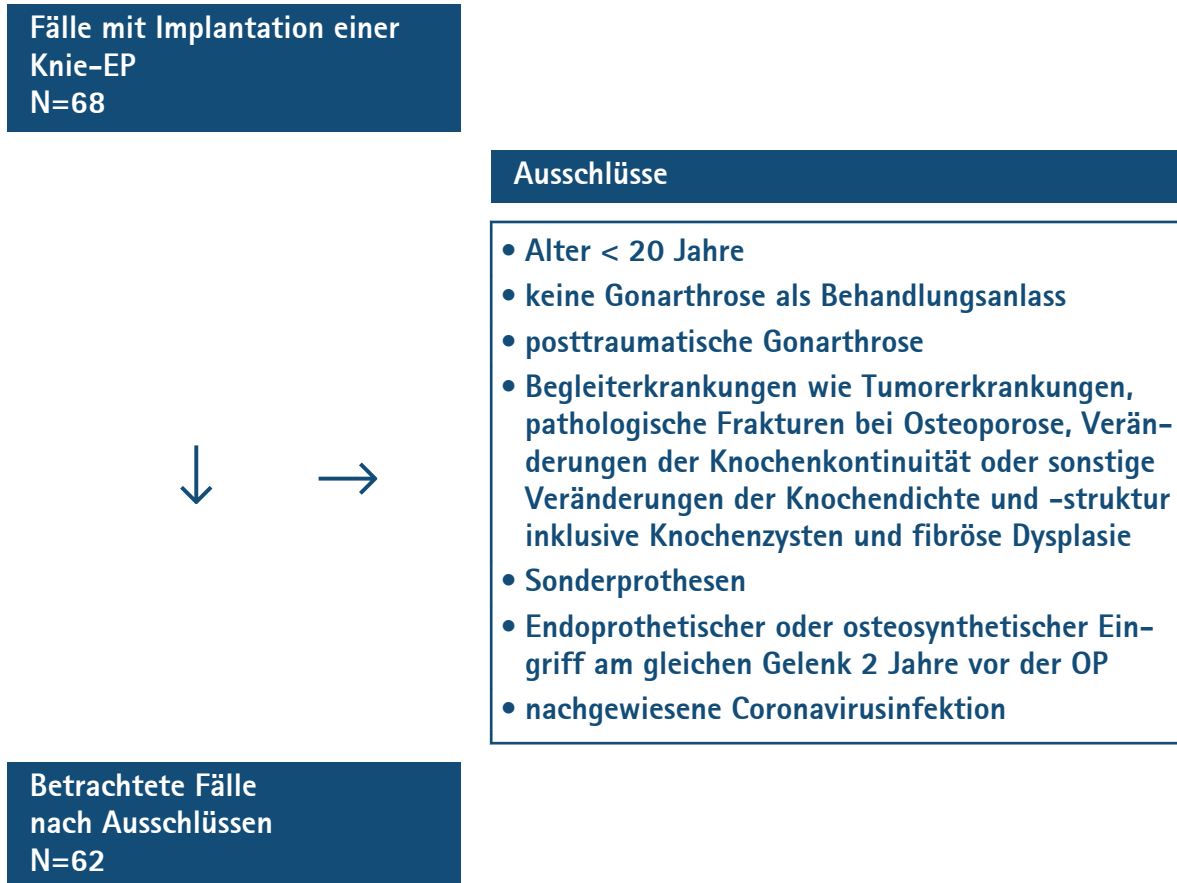 Fälle mit Implantation einer
Knie-EP
N=68
Ausschlüsse
• Alter < 20 Jahre
• keine Gonarthrose als Behandlungsanlass
• posttraumatische Gonarthrose
• Begleiterkrankungen wie Tumorerkrankungen,
pathologische Frakturen bei Osteoporose, Verän-
derungen der Knochenkontinuität oder sonstige
Veränderungen der Knochendichte und -struktur
inklusive Knochenzysten und fibröse Dysplasie
• Sonderprothesen
• Endoprothetischer oder osteosynthetischer Ein-
griff am gleichen Gelenk 2 Jahre vor der OP
• nachgewiesene Coronavirusinfektion
Betrachtete Fälle
nach Ausschlüssen
N=62